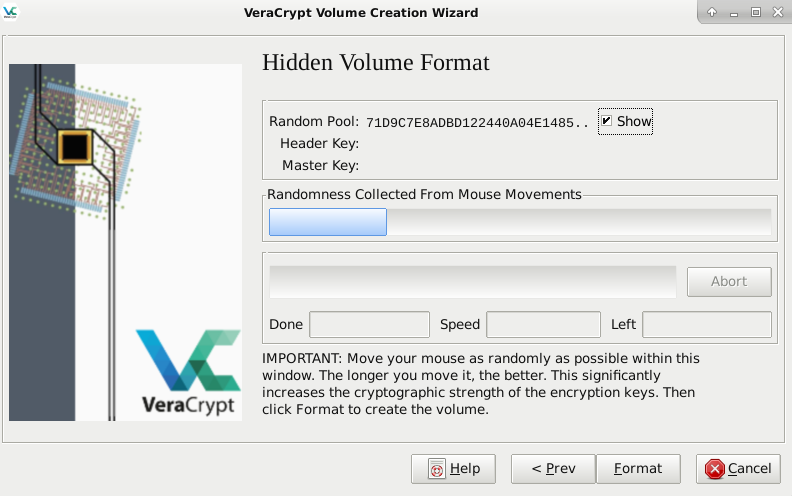 VeraCrypt Volume Creation Wizard
Hidden Volume Format
Random Pool: 71D9C7E8ADBD122440A04E1485.. Show
Header Key:
Master Key:
Randomness Collected From Mouse Movements
Abort
Done Speed Left
IMPORTANT: Move your mouse as randomly as possible within this
window. The longer you move it, the better. This significantly
increases the cryptographic strength of the encryption keys. Then
click Format to create the volume.
VeraCrypt
Help < Prev Format Cancel